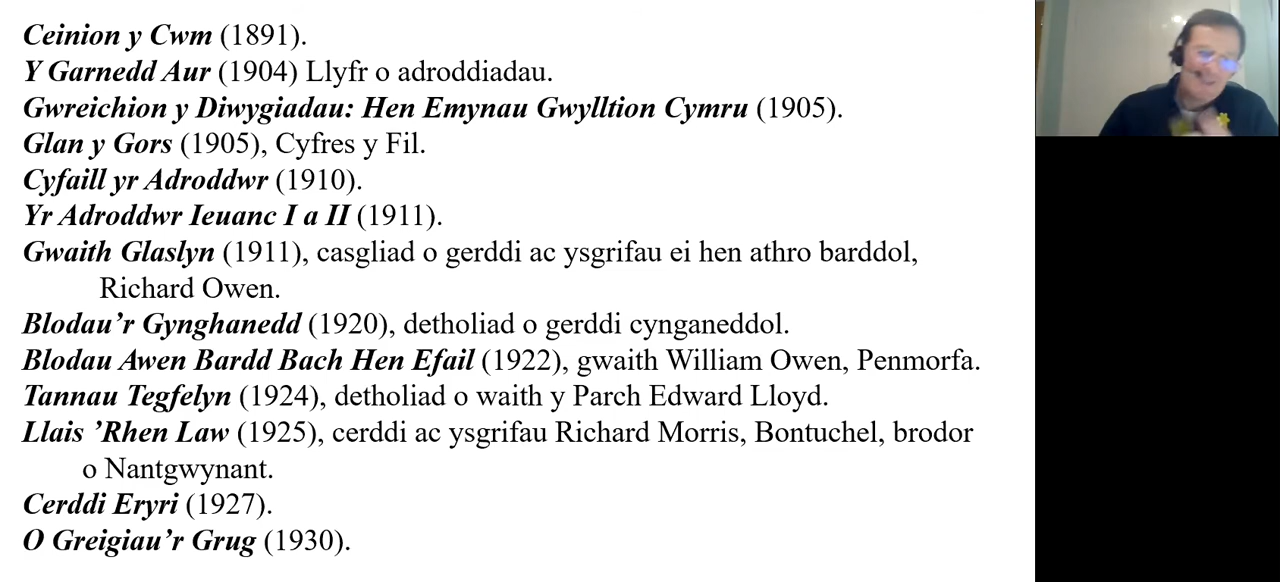 Ceinion y Cwm (1891).
Y Garnedd Aur (1904) Llyfr o adroddiadau.
Gwreichion y Diwygiadau: Hen Emynau Gwylltion Cymru (1905).
Glan y Gors (1905), Cyfres y Fil.
Cyfaill yr Adroddwr (1910).
Yr Adroddwr Ieuanc I a II (1911).
Gwaith Glaslyn (1911), casgliad o gerddi ac ysgrifau ei hen athro barddol,
Richard Owen.
Blodau’r Gynghanedd (1920), detholiad o gerddi cynganeddol.
Blodau Awen Bardd Bach Hen Efail (1922), gwaith William Owen, Penmorfa.
Tannau Tegfelyn (1924), detholiad o waith y Parch Edward Lloyd.
Llais ’Rhen Law (1925), cerddi ac ysgrifau Richard Morris, Bontuchel, brodor
o Nantgwynant.
Cerddi Eryri (1927).
O Greigiau’r Grug (1930).